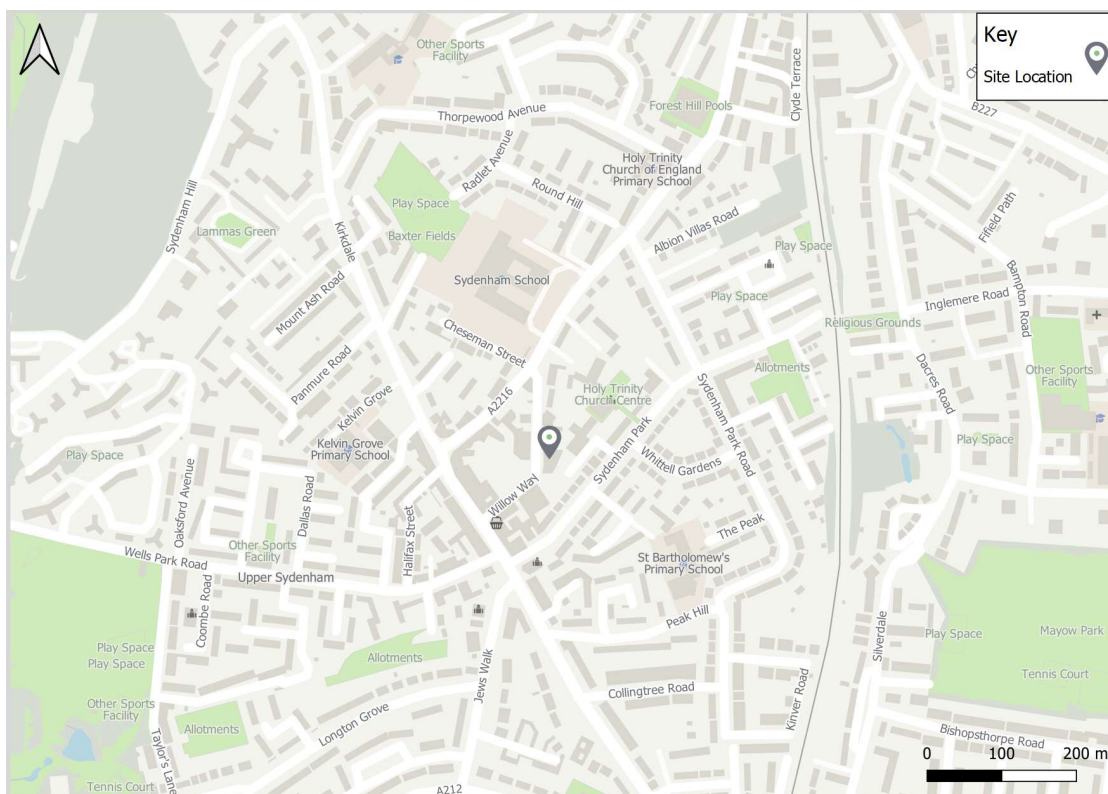 Key
Site Location
Other Sports
Facility
Clyde Terrace
B227
Thorpewood Avenue
Forest Hill Pools
Radlet Avenue
Holy Trinity
Church of England
Primary School
Round Hill
Sydenham Hill
Play Space
Lammas Green
Kirkdale
Baxter Fields
Albion Villas Road
Play Space
Fifield Path
Bampton Road
Sydenham School
Mount Ash Road
Play Space
Inglemere Road
Religious Grounds
Cheseman Street
Panmure Road
Allotments
Dacres Road
Other Sports
Facility
Kelvin Grove
A2216
Holy Trinity
Church Centre
Sydenham Park Road
Kelvin Grove
Primary School
Sydenham Park
Whittell Gardens
Play Space
Play Space
Oaksford Avenue
Dallas Road
Willow Way
Halifax Street
Other Sports
Facility
The Peak
Wells Park Road
Upper Sydenham
St Bartholomew's
Primary School
Coombe Road
Peak Hill
Silverdale
Play Space
Mayow Park
Play Space
Play Space
Allotments
Jews Walk
Tennis Court
Other Sports
Facility
Collingtree Road
Kinver Road
Allotments
Longton Grove
Bishopsthorpe Road
Taylor's Lane
Tennis Court
A212
0 100 200 m